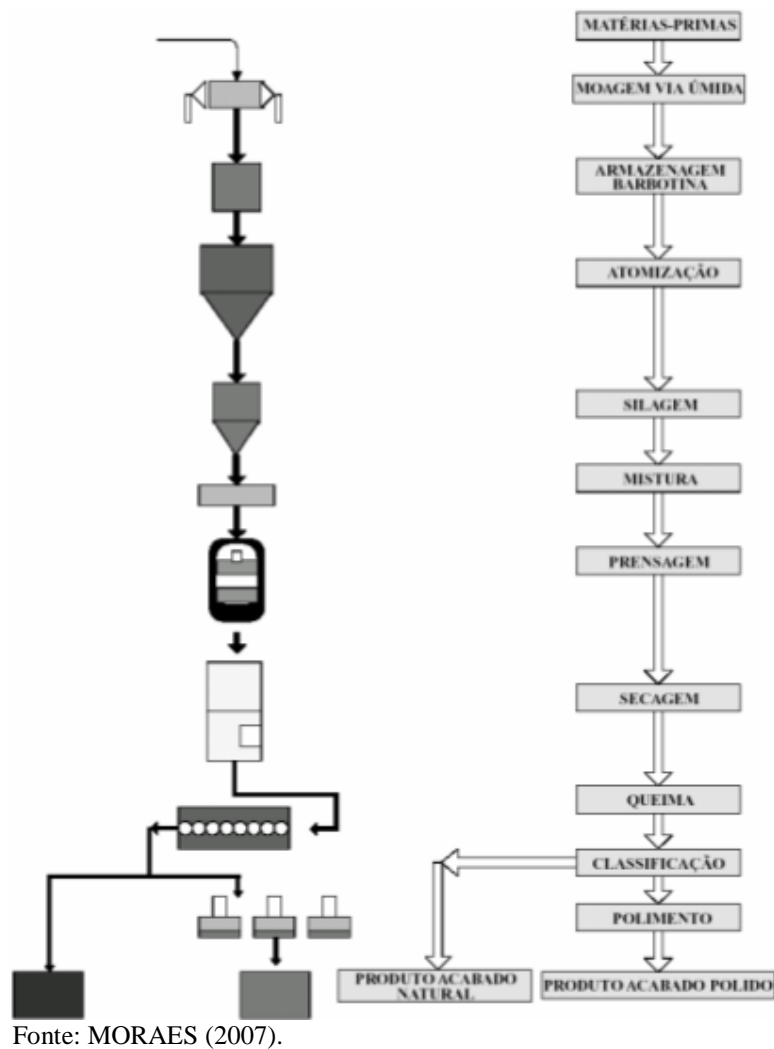 MATÉRIAS-PRIMAS
MOAGEM VIA ÚMIDA
ARMAZENAGEM
BARBOTINA
ATOMIZAÇÃO
SILAGEM
MISTURA
PRENSAGEM
SECAGEM
QUEIMA
CLASSIFICAÇÃO
POLIMENTO
PRODUTO ACABADO
NATURAL
PRODUTO ACABADO POLIDO
Fonte: MORAES (2007).